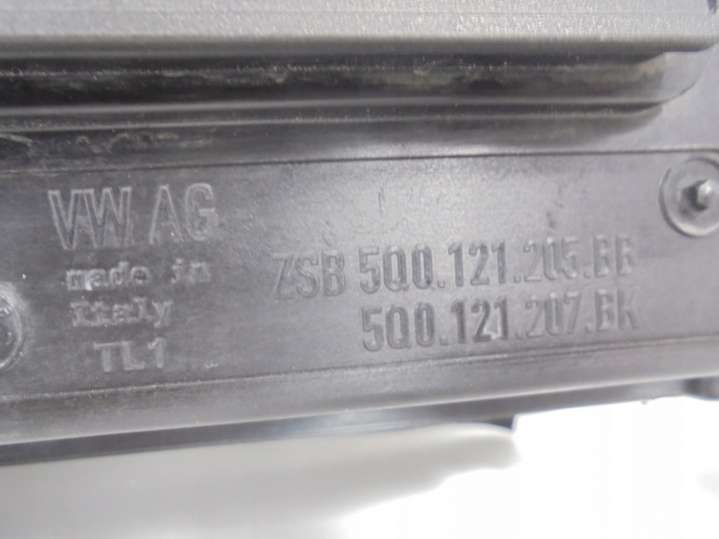 VW AG
made in
Italy
TL1
ZSB 5Q0.121.205.BB
5Q0.121.207.BK